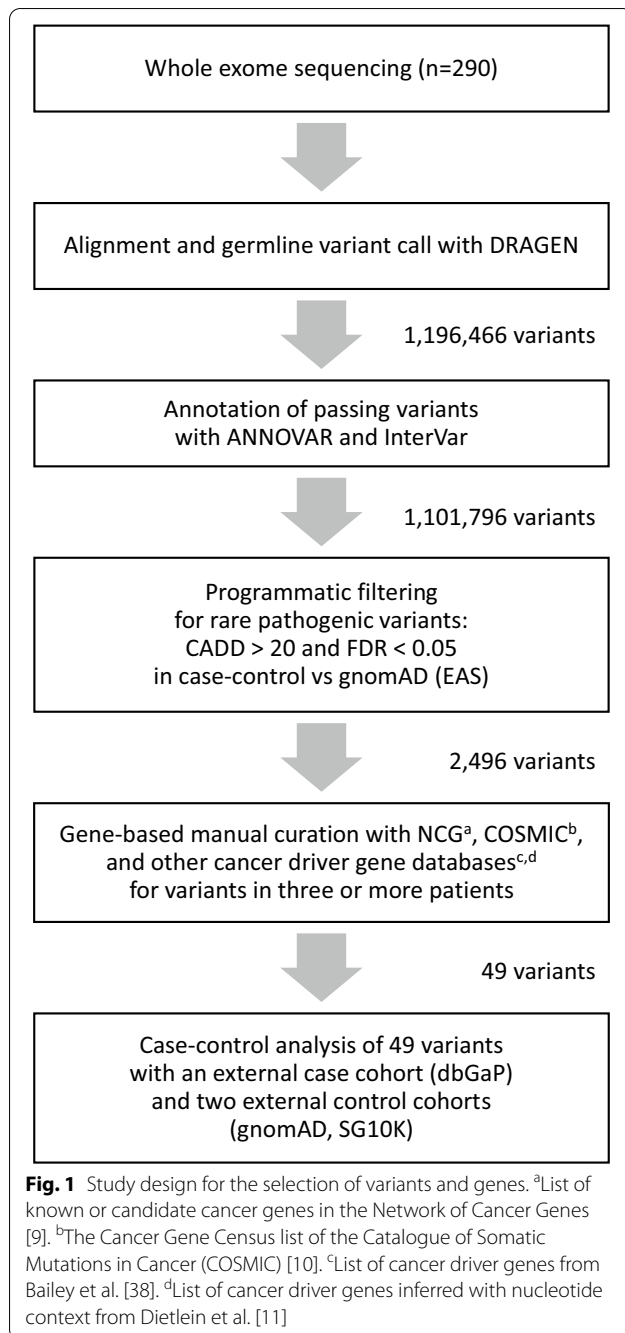 Whole exome sequencing (n=290)
Alignment and germline variant call with DRAGEN
1,196,466 variants
Annotation of passing variants
with ANNOVAR and InterVar
1,101,796 variants
Programmatic filtering
for rare pathogenic variants:
CADD > 20 and FDR < 0.05
in case-control vs gnomAD (EAS)
2,496 variants
Gene-based manual curation with NCGᵃ, COSMICᵇ,
and other cancer driver gene databasesᶜ,ᵈ
for variants in three or more patients
49 variants
Case-control analysis of 49 variants
with an external case cohort (dbGaP)
and two external control cohorts
(gnomAD, SG10K)
Fig. 1 Study design for the selection of variants and genes. ᵃList of
known or candidate cancer genes in the Network of Cancer Genes
[9]. ᵇThe Cancer Gene Census list of the Catalogue of Somatic
Mutations in Cancer (COSMIC) [10]. ᶜList of cancer driver genes from
Bailey et al. [38]. ᵈList of cancer driver genes inferred with nucleotide
context from Dietlein et al. [11]